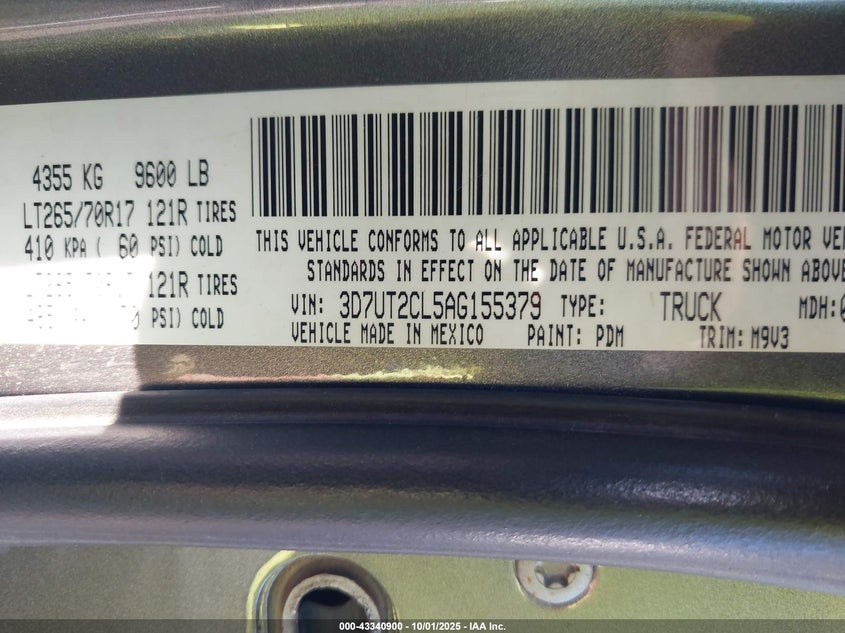 4355 KG 9600 LB
LT265/70R17 121R TIRES
410 KPA ( 60 PSI) COLD
121R TIRES
PSI) COLD
THIS VEHICLE CONFORMS TO ALL APPLICABLE U.S.A. FEDERAL MOTOR
STANDARDS IN EFFECT ON THE DATE OF MANUFACTURE SHOWN
VIN: 3D7UT2CL5AG155379 TYPE: TRUCK MDH:
VEHICLE MADE IN MEXICO PAINT: PDM TRIM: M9V3
000-43340900 - 10/01/2025 - IAA Inc.